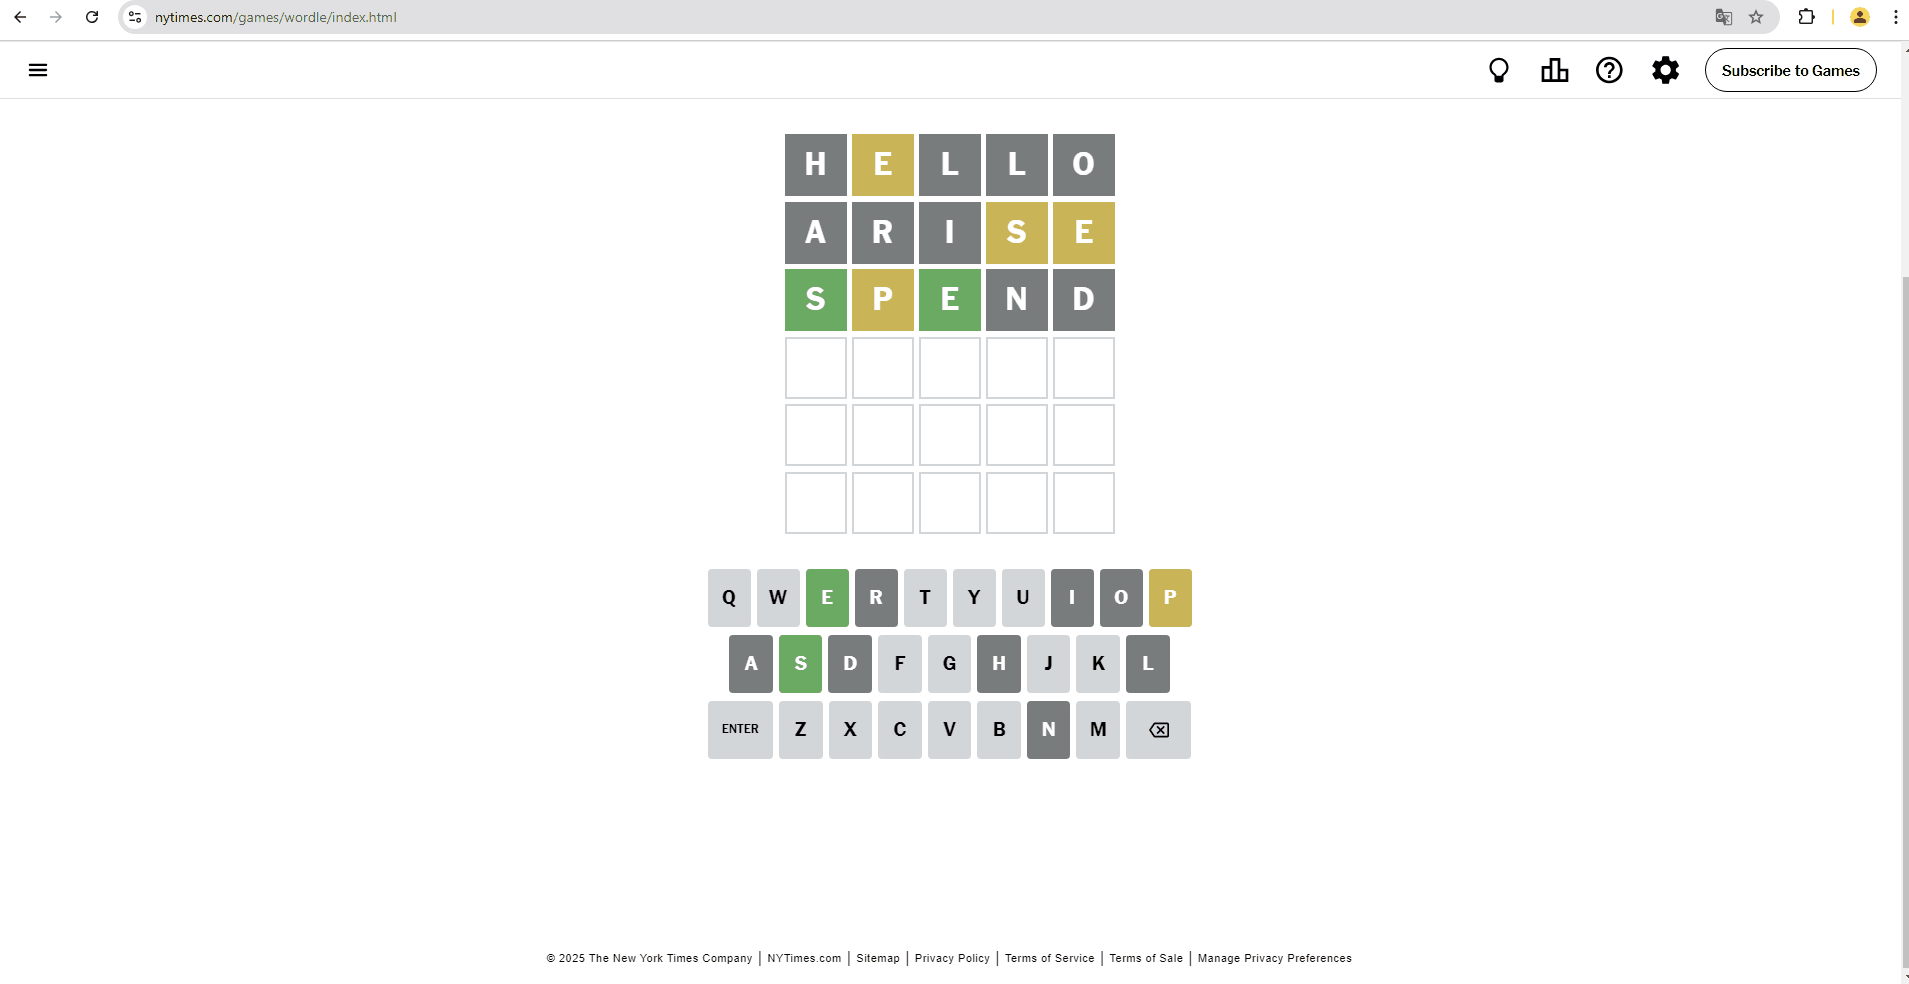 nytimes.com/games/wordle/index.html
Subscribe to Games
H E L L O
A R I S E
S P E N D
Q W E R T Y U I O P
A S D F G H J K L
ENTER Z X C V B N M
© 2025 The New York Times Company | NYTimes.com | Sitemap | Privacy Policy | Terms of Service | Terms of Sale | Manage Privacy Preferences